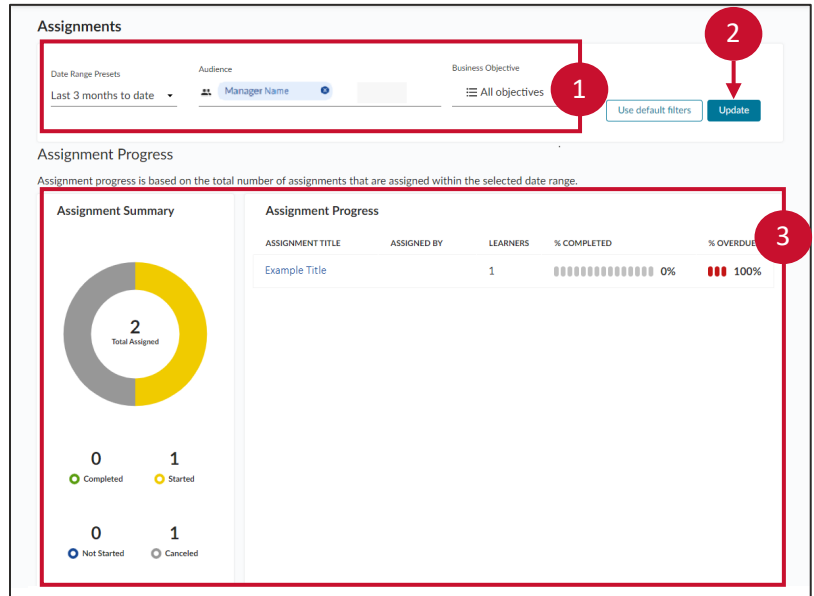 Assignments
2
Date Range Presets
Audience
Business Objective
Last 3 months to date
Manager Name
All objectives
1
Use default filters
Update
Assignment Progress
Assignment progress is based on the total number of assignments that are assigned within the selected date range.
Assignment Summary
Assignment Progress
3
ASSIGNMENT TITLE ASSIGNED BY LEARNERS % COMPLETED % OVERDUE
Example Title 1 0% 100%
2
Total Assigned
0 1
Completed Started
0 1
Not Started Canceled